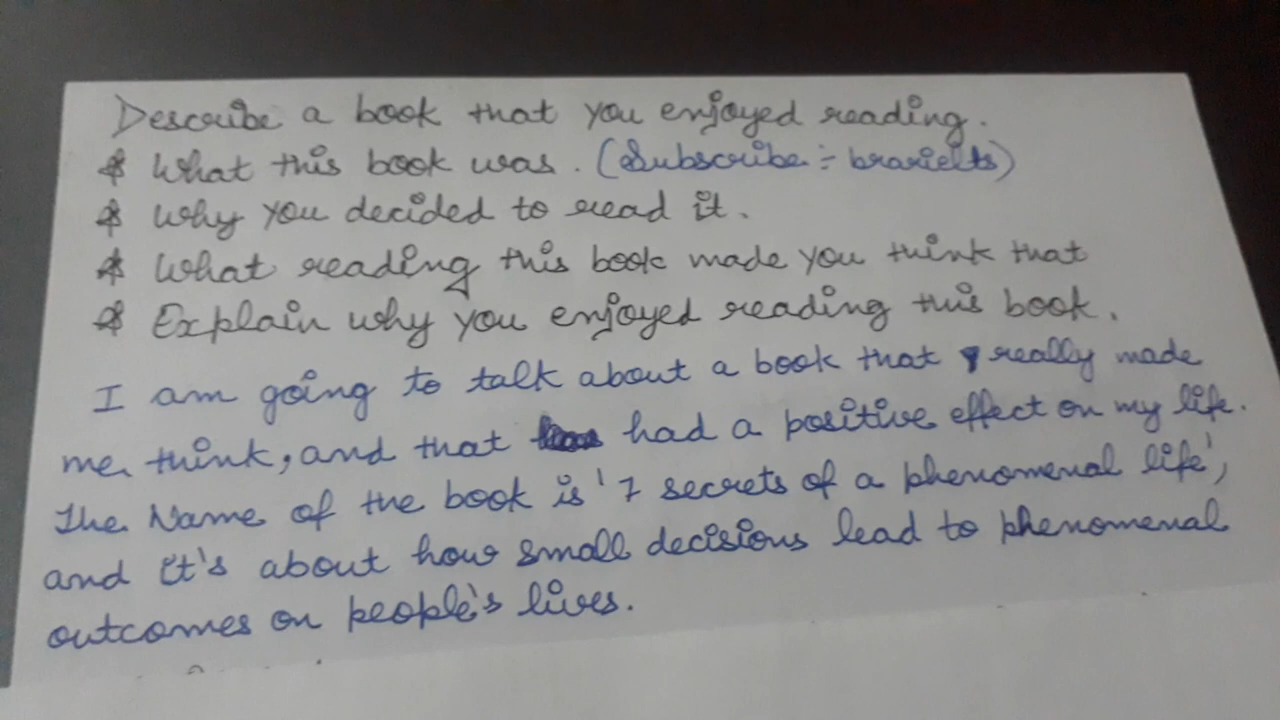 Describe a book that you enjoyed reading.
* What this book was. (Subscribe :- brarielts)
* Why you decided to read it.
* What reading this book made you think that
* Explain why you enjoyed reading this book.
I am going to talk about a book that really made
me think, and that had a positive effect on my life.
The Name of the book is '7 secrets of a phenomenal life',
and it's about how small decisions lead to phenomenal
outcomes on people's lives.